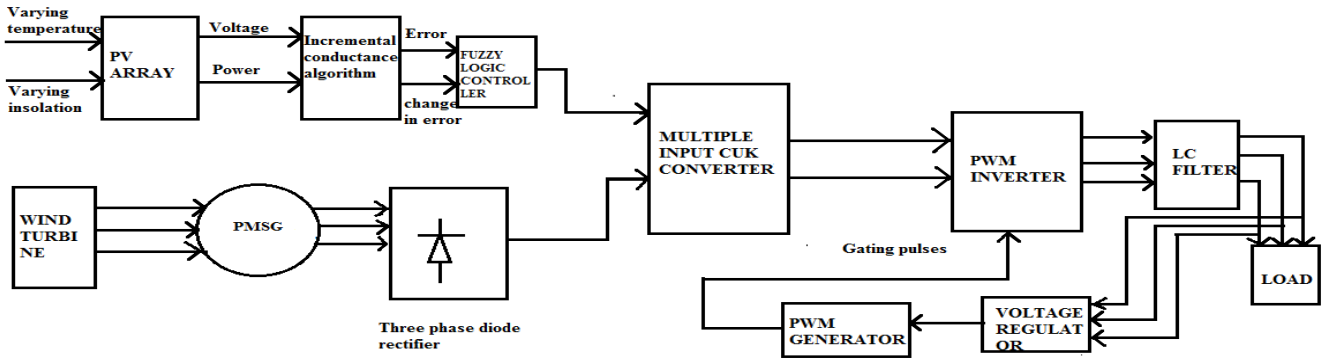 Varying
temperature
PV
ARRAY
Voltage
Power
Varying
insolation
Incremental
conductance
algorithm
Error
change
in error
FUZZY
LOGIC
CONTROL
LER
MULTIPLE
INPUT CUK
CONVERTER
PWM
INVERTER
LC
FILTER
WIND
TURBI
NE
PMSG
Three phase diode
rectifier
Gating pulses
LOAD
PWM
GENERATOR
VOLTAGE
REGULAT
OR